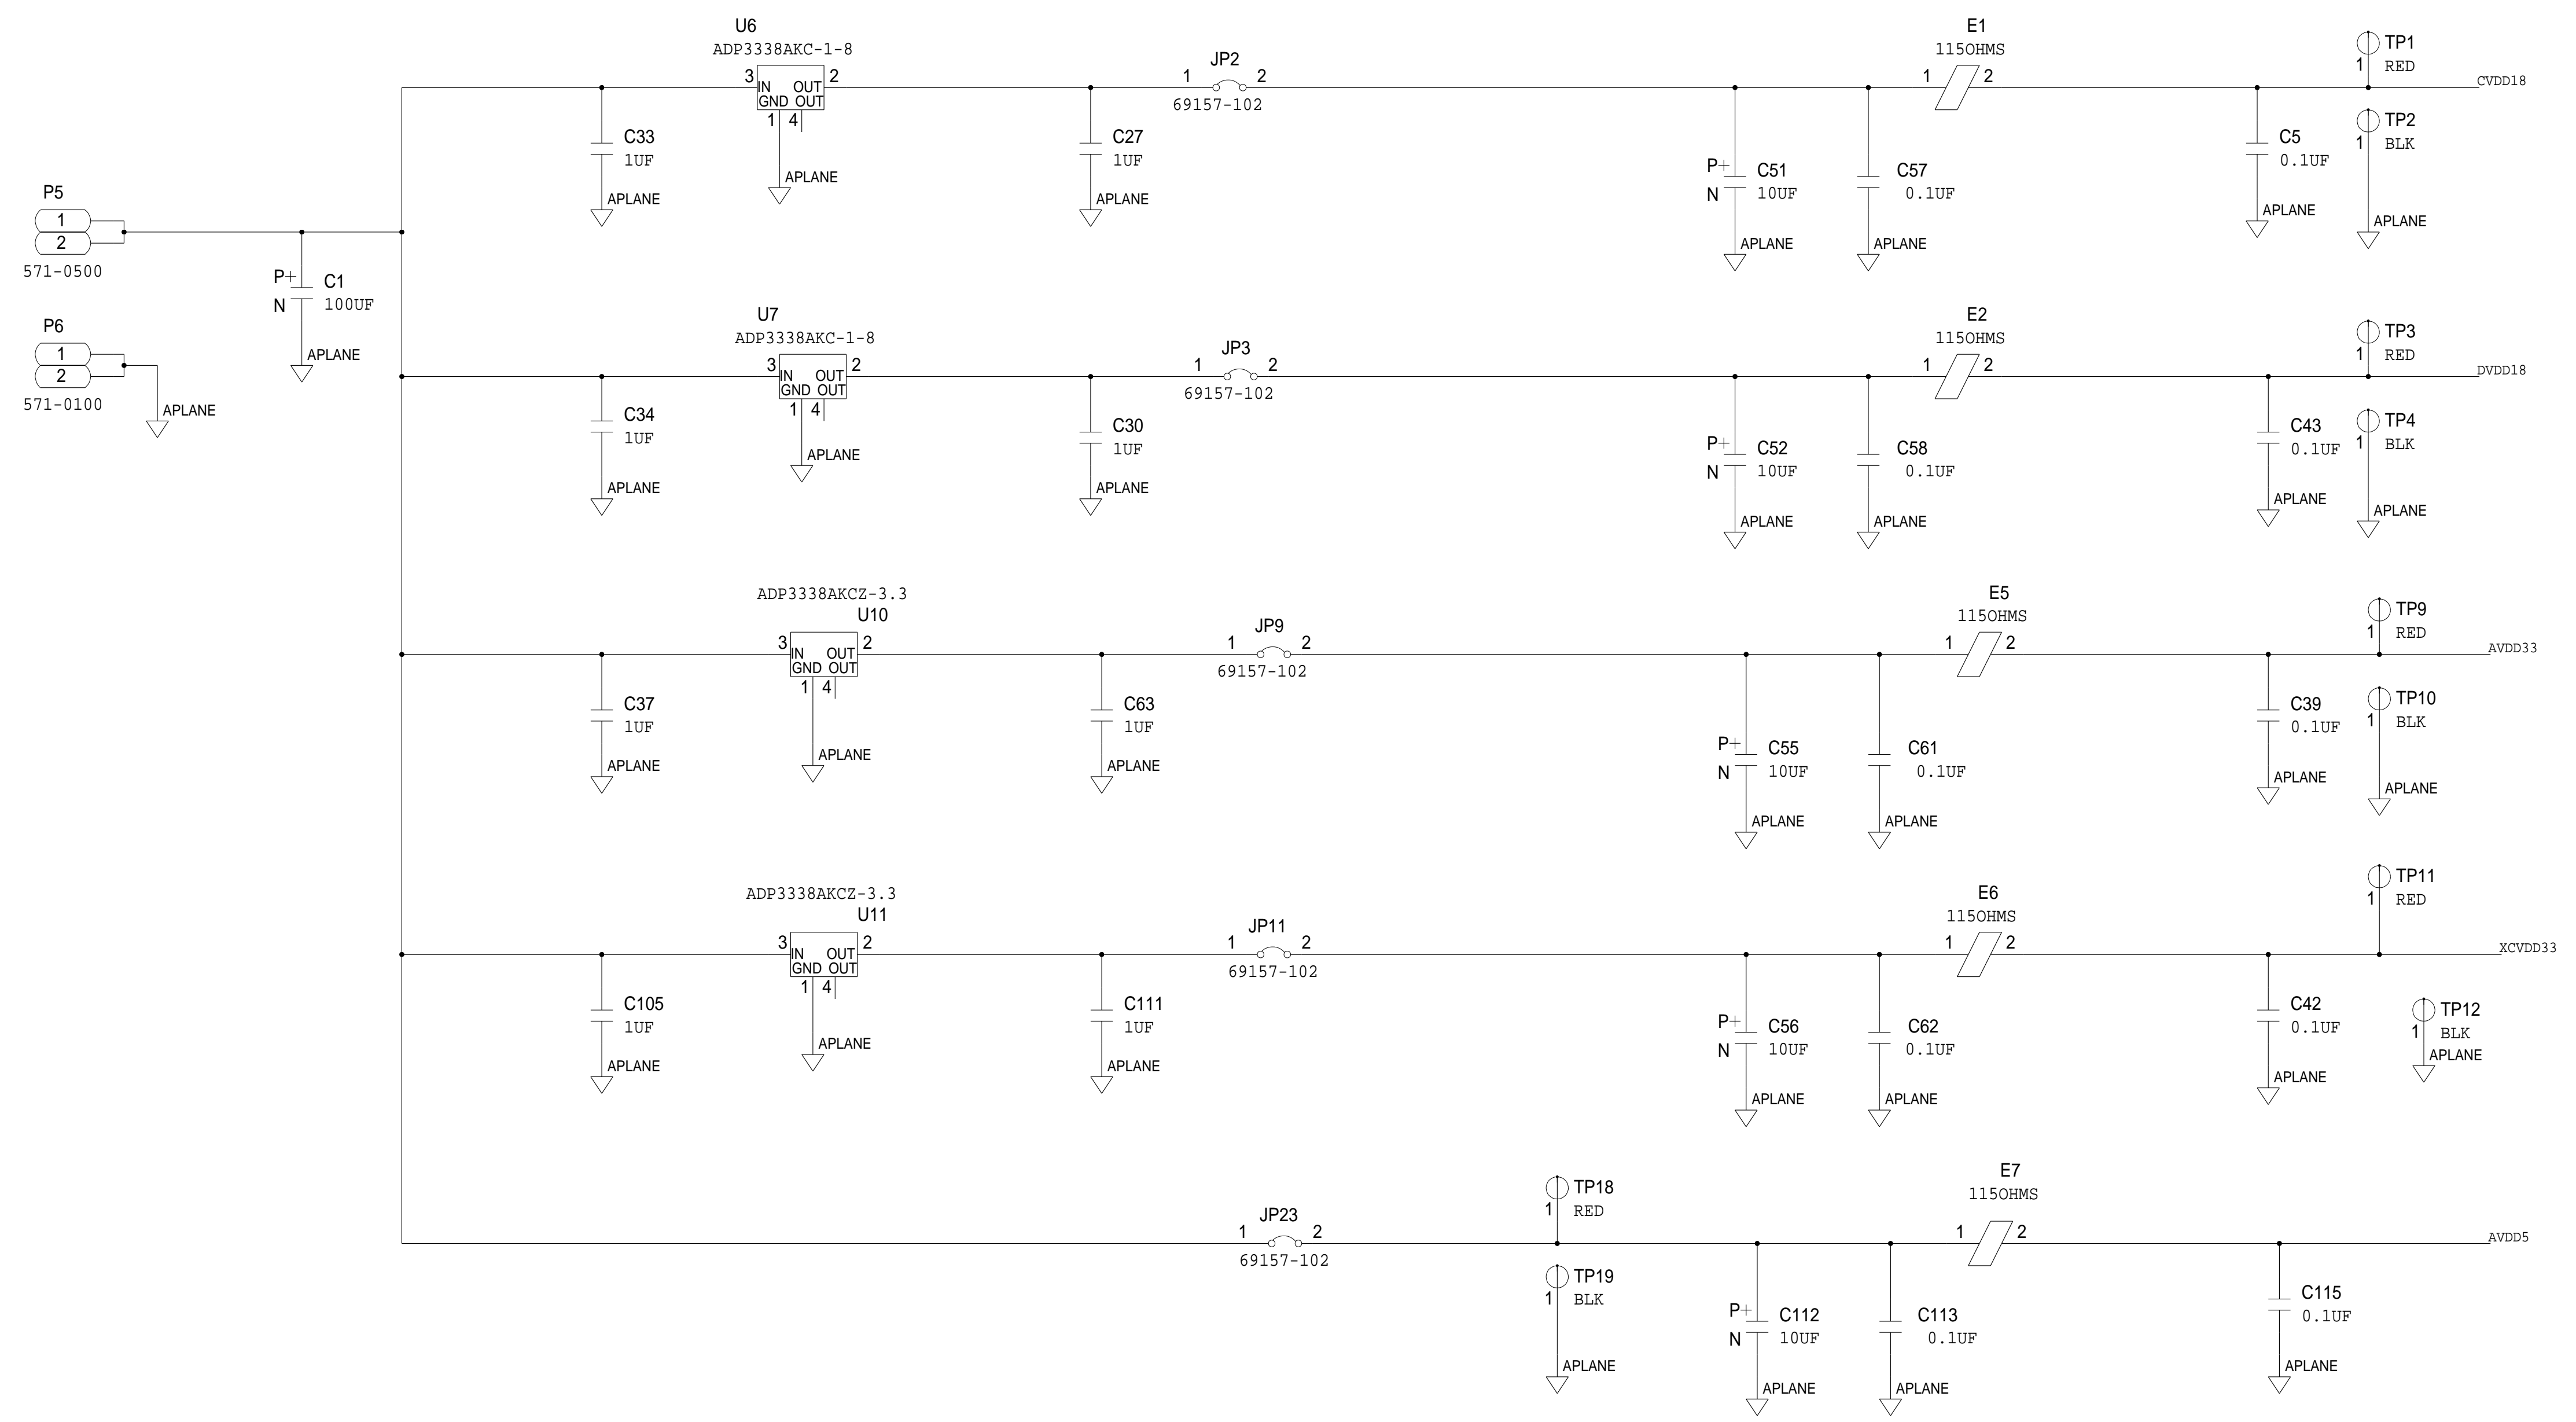 P5
1
2
571-0500
P6
1
2
571-0100
APLANE
P+
N
C1
100UF
APLANE
U6
ADP3338AKC-1-8
3
IN OUT
GND OUT
2
1
4
APLANE
C33
1UF
APLANE
C27
1UF
APLANE
JP2
1
2
69157-102
P+
N
C51
10UF
APLANE
C57
0.1UF
APLANE
E1
115OHMS
1
2
C5
0.1UF
APLANE
TP1
1
RED
CVDD18
TP2
1
BLK
APLANE
U7
ADP3338AKC-1-8
3
IN OUT
GND OUT
2
1
4
APLANE
C34
1UF
APLANE
C30
1UF
APLANE
JP3
1
2
69157-102
P+
N
C52
10UF
APLANE
C58
0.1UF
APLANE
E2
115OHMS
1
2
C43
0.1UF
APLANE
TP3
1
RED
DVDD18
TP4
1
BLK
APLANE
ADP3338AKCZ-3.3
U10
3
IN OUT
GND OUT
2
1
4
APLANE
C37
1UF
APLANE
C63
1UF
APLANE
JP9
1
2
69157-102
P+
N
C55
10UF
APLANE
C61
0.1UF
APLANE
E5
115OHMS
1
2
C39
0.1UF
APLANE
TP9
1
RED
AVDD33
TP10
1
BLK
APLANE
ADP3338AKCZ-3.3
U11
3
IN OUT
GND OUT
2
1
4
APLANE
C105
1UF
APLANE
C111
1UF
APLANE
JP11
1
2
69157-102
P+
N
C56
10UF
APLANE
C62
0.1UF
APLANE
E6
115OHMS
1
2
C42
0.1UF
APLANE
TP11
1
RED
XCVDD33
TP12
1
BLK
APLANE
JP23
1
2
69157-102
TP18
1
RED
TP19
1
BLK
APLANE
P+
N
C112
10UF
APLANE
C113
0.1UF
APLANE
E7
115OHMS
1
2
C115
0.1UF
APLANE
AVDD5